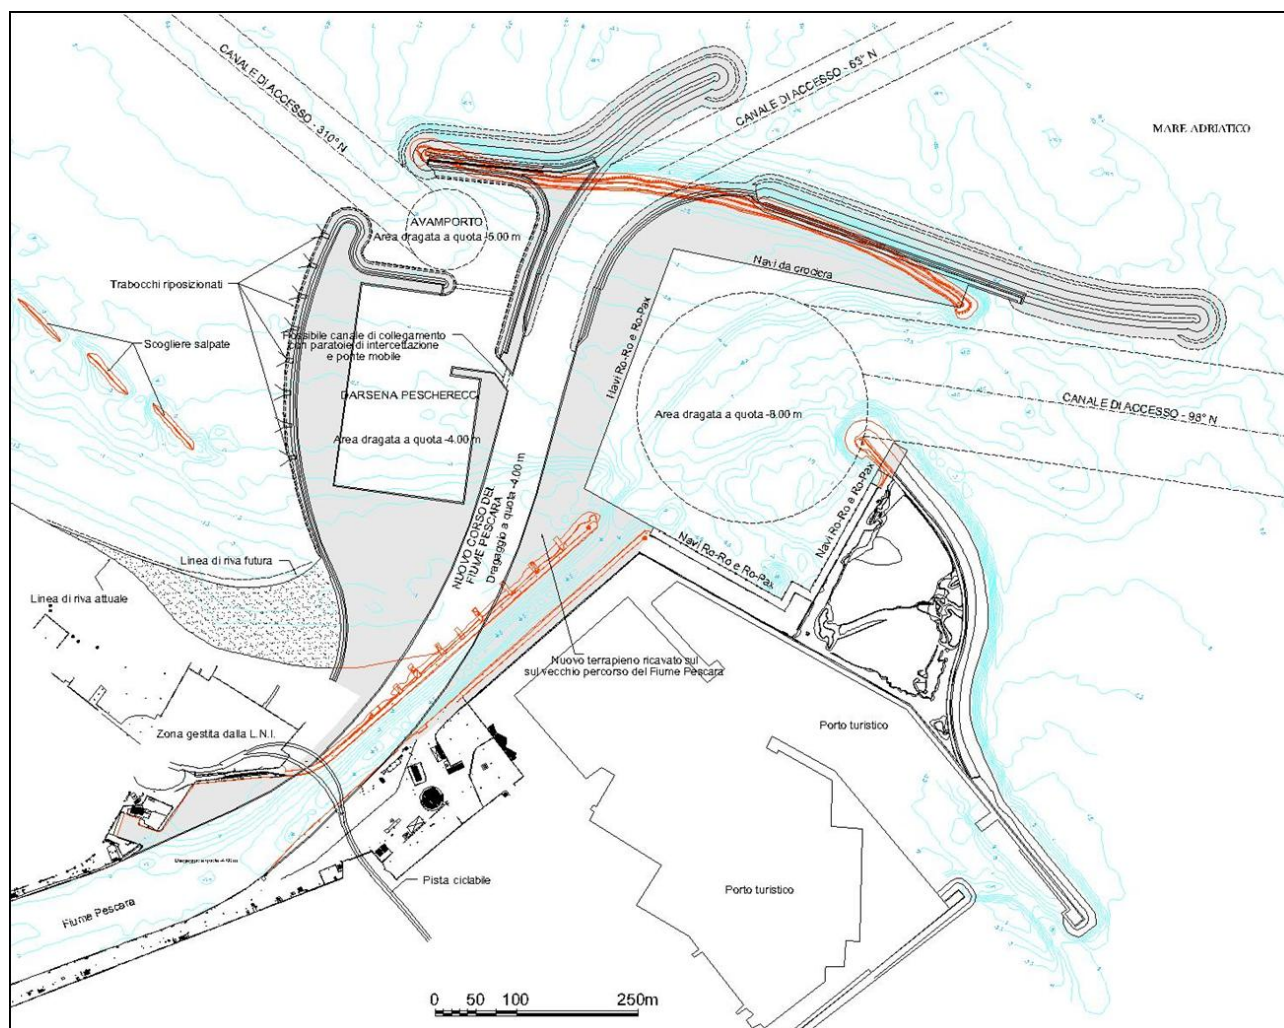 CANALE DI ACCESSO - 310° N
CANALE DI ACCESSO - 63° N
MARE ADRIATICO
AVAMPORTO
Area dragata a quota -5.00 m
Navi da crociera
Trabocchi riposizionati
Navi Ro-Ro e Ro-Pax
Scogliere salpate
Possibile canale di collegamento
con paratoie di intercettazione
e ponte mobile
DARSENA PESCHERECCI
Area dragata a quota -4.00 m
Area dragata a quota -8.00 m
CANALE DI ACCESSO - 98° N
NUOVO CORSO DEL
FIUME PESCARA
Dragaggio a quota -4.00 m
Navi Ro-Ro e Ro-Pax
Navi Ro-Ro e Ro-Pax
Linea di riva futura
Linea di riva attuale
Nuovo terrapieno ricavato sul
sul vecchio percorso del Fiume Pescara
Zona gestita dalla L.N.I.
Porto turistico
Pista ciclabile
Porto turistico
Fiume Pescara
0 50 100 250m